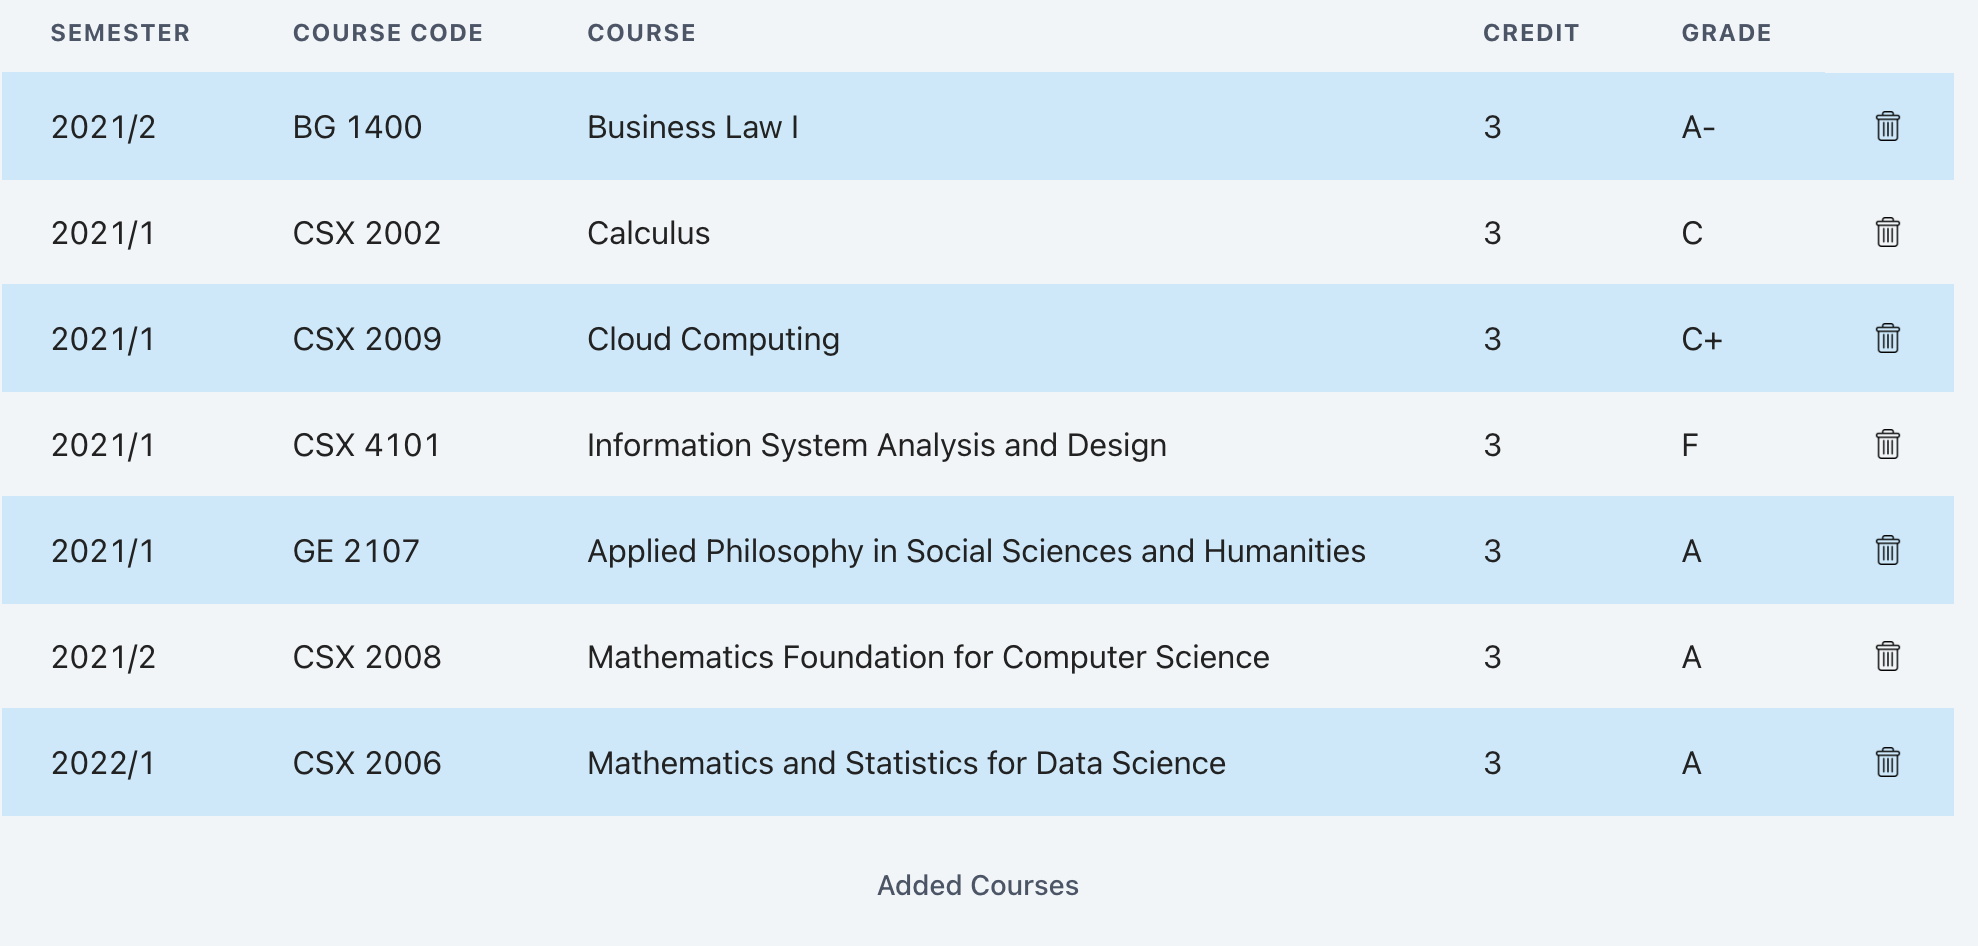 SEMESTER COURSE CODE COURSE CREDIT GRADE
2021/2 BG 1400 Business Law I 3 A-
2021/1 CSX 2002 Calculus 3 C
2021/1 CSX 2009 Cloud Computing 3 C+
2021/1 CSX 4101 Information System Analysis and Design 3 F
2021/1 GE 2107 Applied Philosophy in Social Sciences and Humanities 3 A
2021/2 CSX 2008 Mathematics Foundation for Computer Science 3 A
2022/1 CSX 2006 Mathematics and Statistics for Data Science 3 A
Added Courses